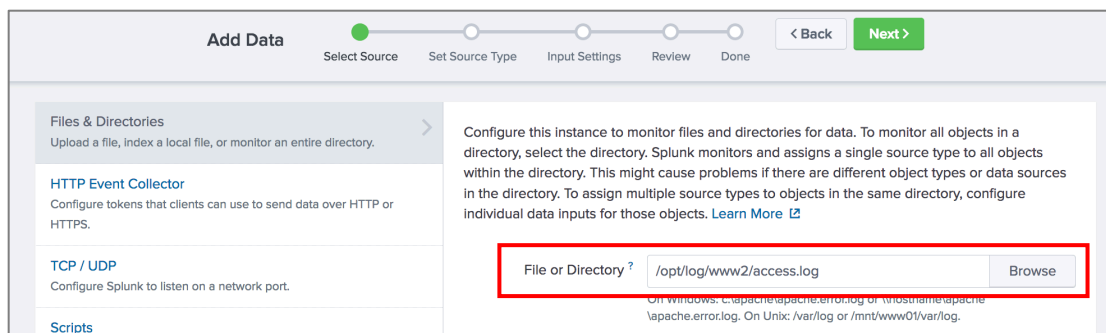 Add Data
Select Source
Set Source Type
Input Settings
Review
Done
< Back
Next >
Files & Directories
Upload a file, index a local file, or monitor an entire directory.
HTTP Event Collector
Configure tokens that clients can use to send data over HTTP or
HTTPS.
TCP / UDP
Configure Splunk to listen on a network port.
Scripts
Configure this instance to monitor files and directories for data. To monitor all objects in a
directory, select the directory. Splunk monitors and assigns a single source type to all objects
within the directory. This might cause problems if there are different object types or data sources
in the directory. To assign multiple source types to objects in the same directory, configure
individual data inputs for those objects. Learn More
File or Directory ?
/opt/log/www2/access.log
Browse
On Windows: c:\apache\apache.error.log or \\hostname\apache
\apache.error.log. On Unix: /var/log or /mnt/www01/var/log.